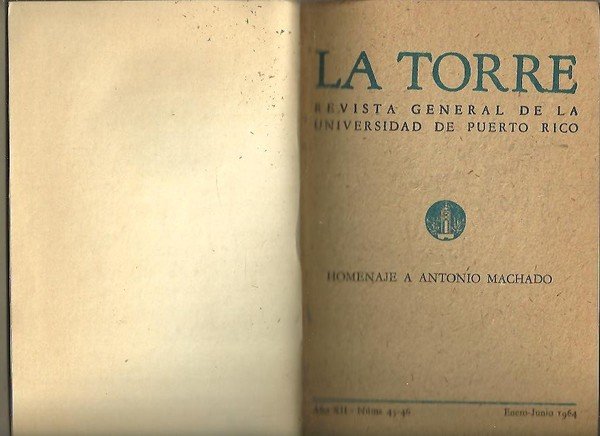 LA TORRE
REVISTA GENERAL DE LA
UNIVERSIDAD DE PUERTO RICO
HOMENAJE A ANTONIO MACHADO
Año XII - Núms. 45-46 Enero-Junio 1964